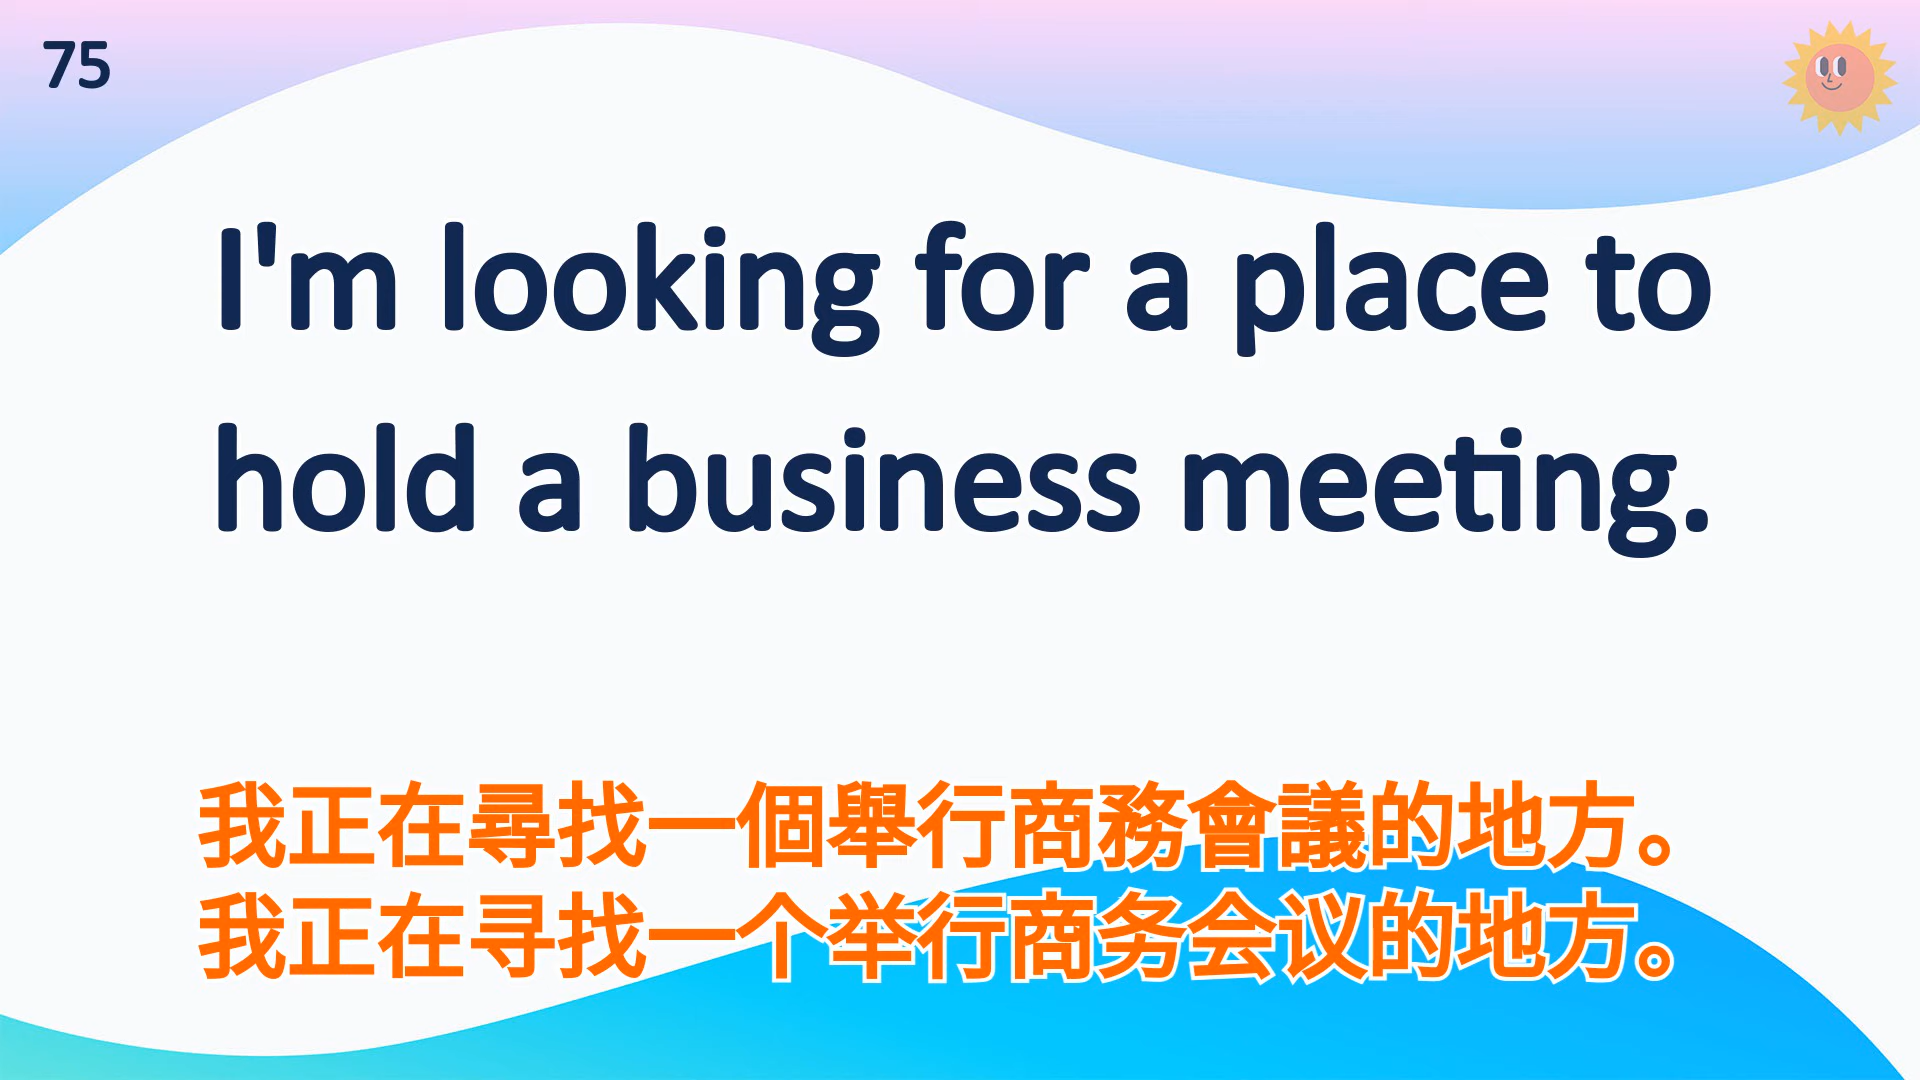 75
I'm looking for a place to
hold a business meeting.
我正在尋找一個舉行商務會議的地方。
我正在寻找一个举行商务会议的地方。